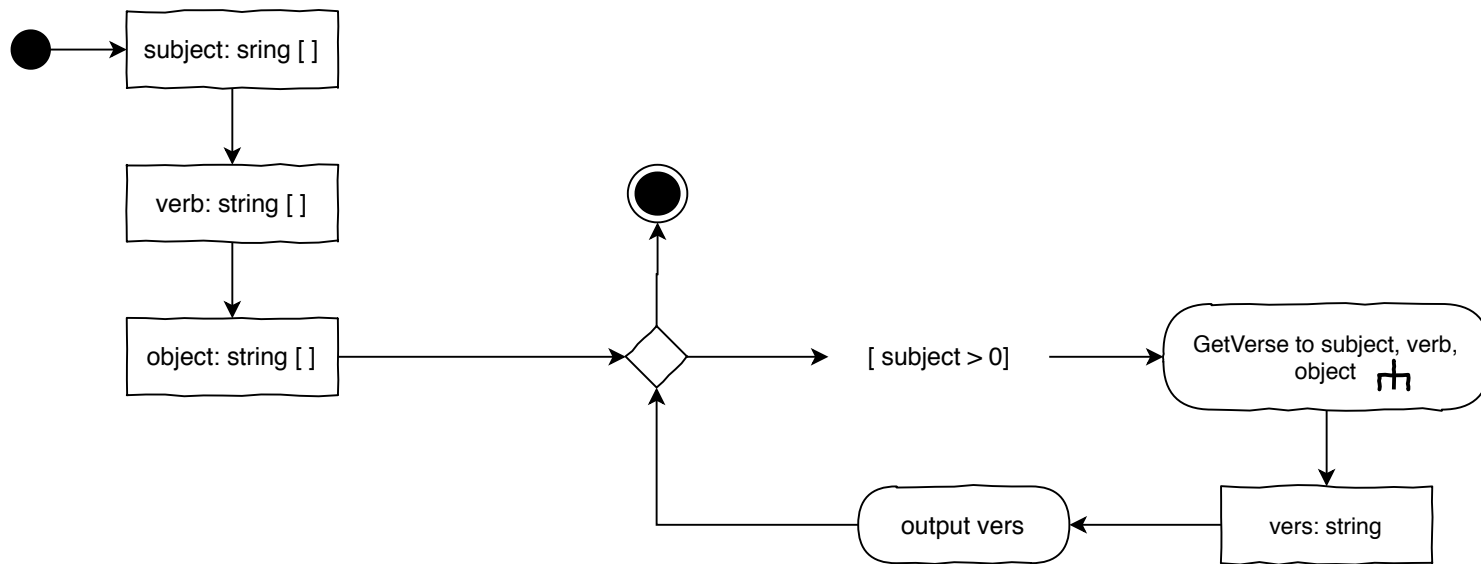 subject: sring [ ]
verb: string [ ]
object: string [ ]
[ subject > 0]
GetVerse to subject, verb,
object
vers: string
output vers